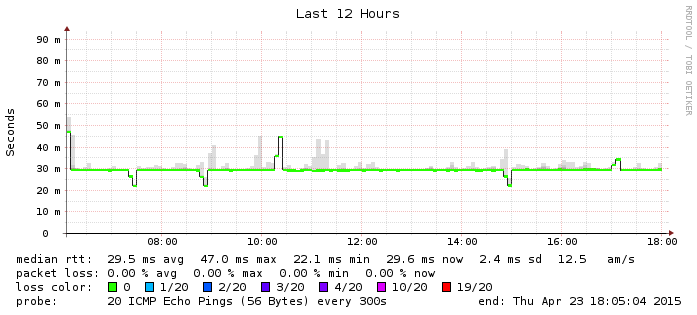 Last 12 Hours
RRDTOOL / TOBI OETIKER
Seconds
90 m
80 m
70 m
60 m
50 m
40 m
30 m
20 m
10 m
0
08:00 10:00 12:00 14:00 16:00 18:00
median rtt: 29.5 ms avg 47.0 ms max 22.1 ms min 29.6 ms now 2.4 ms sd 12.5 am/s
packet loss: 0.00 % avg 0.00 % max 0.00 % min 0.00 % now
loss color: 0 1/20 2/20 3/20 4/20 10/20 19/20
probe: 20 ICMP Echo Pings (56 Bytes) every 300s end: Thu Apr 23 18:05:04 2015